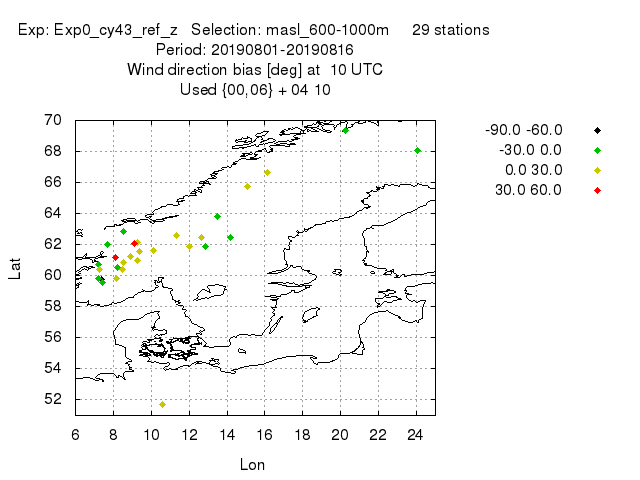 Exp: Exp0_cy43_ref_z   Selection: masl_600-1000m     29 stations
Period: 20190801-20190816
Wind direction bias [deg] at  10 UTC
Used {00,06} + 04 10
-90.0 -60.0
-30.0 0.0
0.0 30.0
30.0 60.0
70
68
66
64
62
60
58
56
54
52
Lat
6 8 10 12 14 16 18 20 22 24
Lon